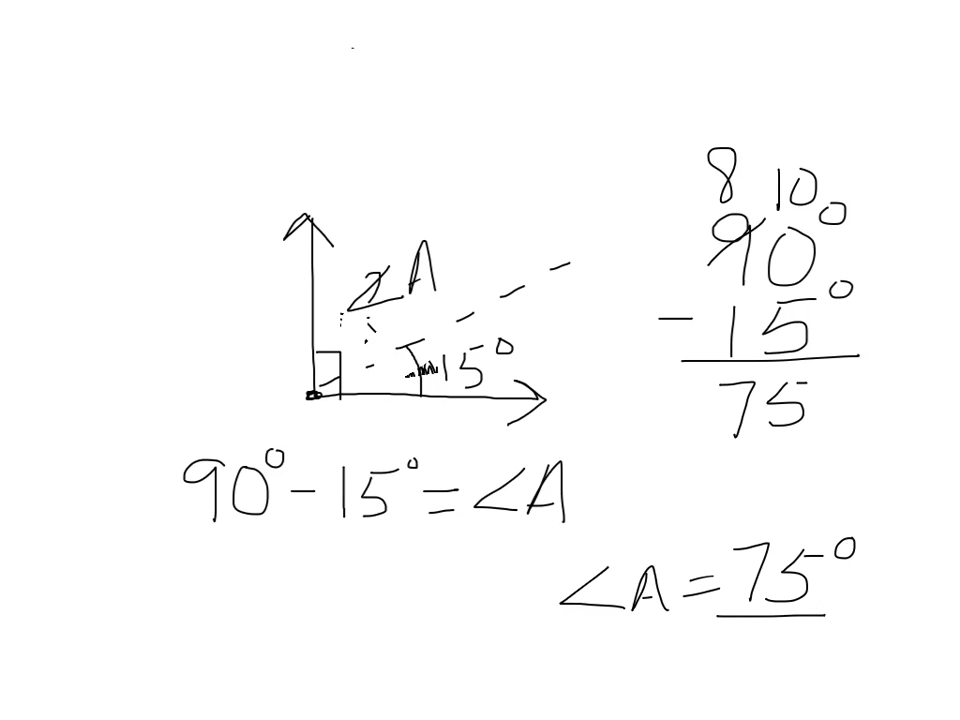 ∠A
15°
90° - 15° = ∠A
8 10
90°
- 15°
75
∠A = 75°